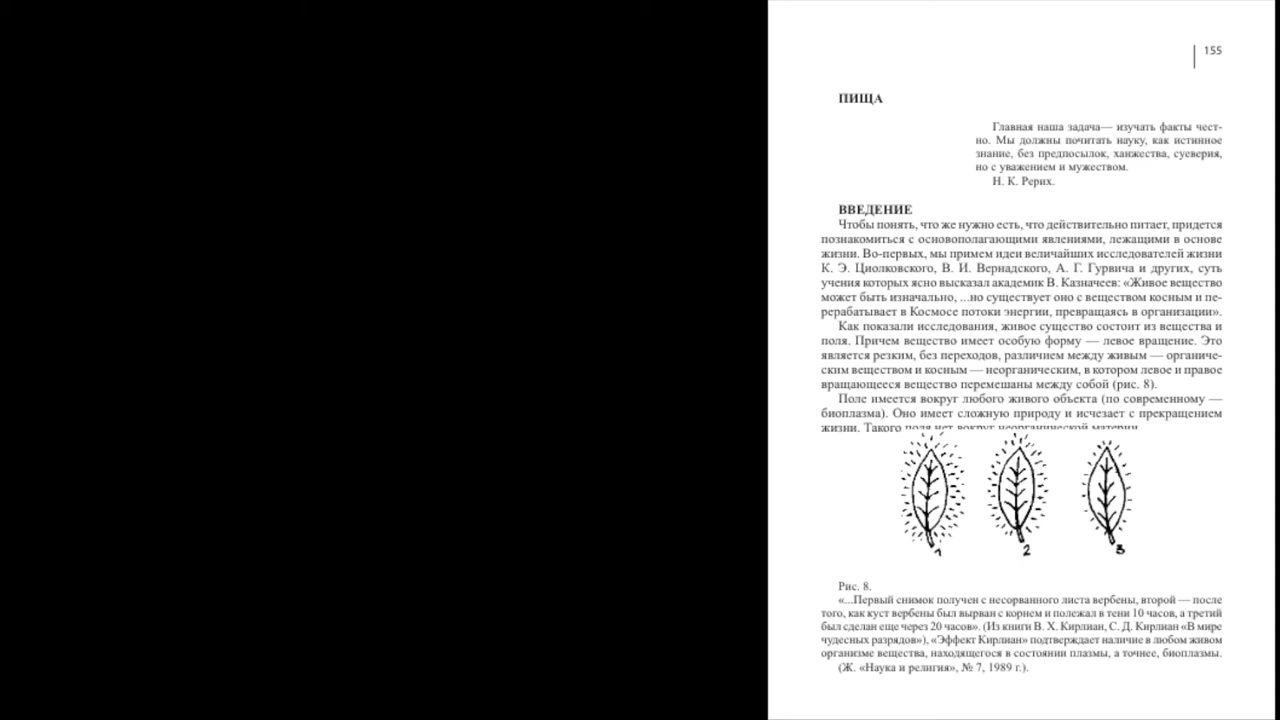 155
ПИЩА
Главная наша задача— изучать факты чест-
но. Мы должны почитать науку, как истинное
знание, без предпосылок, ханжества, суеверия,
но с уважением и мужеством.
Н. К. Рерих.
ВВЕДЕНИЕ
Чтобы понять, что же нужно есть, что действительно питает, придется
познакомиться с основополагающими явлениями, лежащими в основе
жизни. Во-первых, мы примем идеи величайших исследователей жизни
К. Э. Циолковского, В. И. Вернадского, А. Г. Гурвича и других, суть
учения которых ясно высказал академик В. Казначеев: «Живое вещество
может быть изначально, ...но существует оно с веществом косным и пе-
рерабатывает в Космосе потоки энергии, превращаясь в организации».
Как показали исследования, живое существо состоит из вещества и
поля. Причем вещество имеет особую форму — левое вращение. Это
является резким, без переходов, различием между живым — органиче-
ским веществом и косным — неорганическим, в котором левое и правое
вращающееся вещество перемешаны между собой (рис. 8).
Поле имеется вокруг любого живого объекта (по современному —
биоплазма). Оно имеет сложную природу и исчезает с прекращением
жизни. Такого поля нет вокруг неорганической материи.
1 2 3
Рис. 8.
«...Первый снимок получен с несорванного листа вербены, второй — после
того, как куст вербены был вырван с корнем и полежал в тени 10 часов, а третий
был сделан еще через 20 часов». (Из книги В. Х. Кирлиан, С. Д. Кирлиан «В мире
чудесных разрядов»), «Эффект Кирлиан» подтверждает наличие в любом живом
организме вещества, находящегося в состоянии плазмы, а точнее, биоплазмы.
(Ж. «Наука и религия», № 7, 1989 г.).